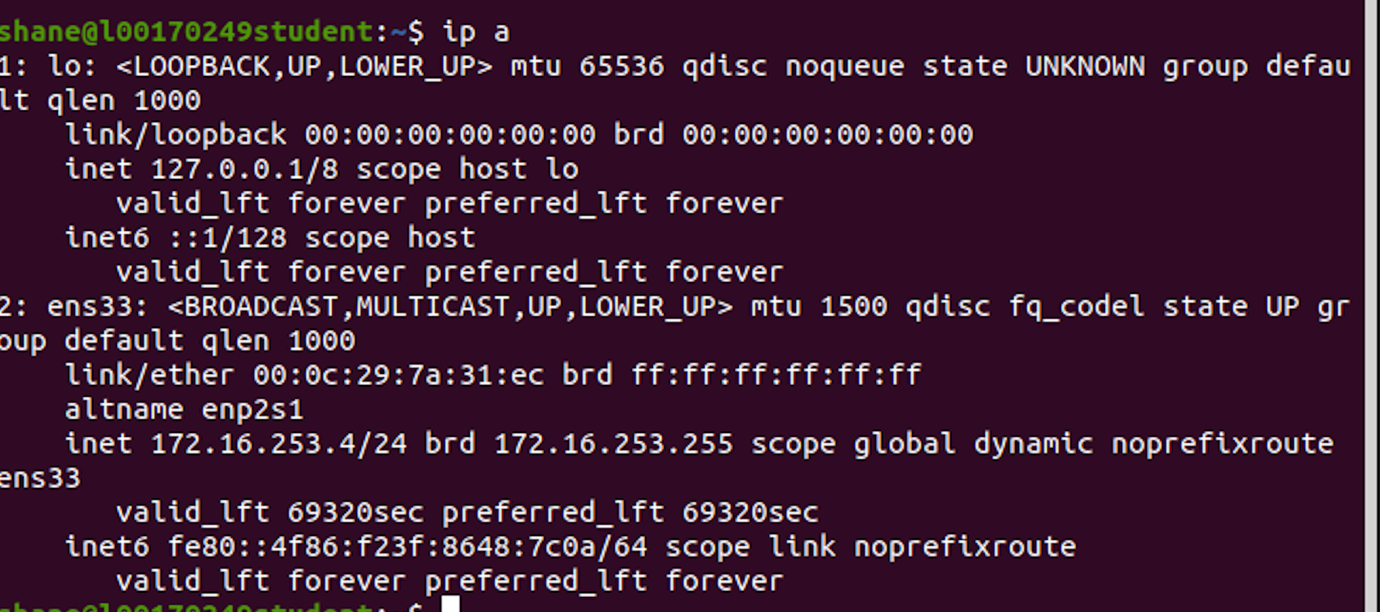 shane@l00170249student:~$ ip a
1: lo: <LOOPBACK,UP,LOWER_UP> mtu 65536 qdisc noqueue state UNKNOWN group defau
lt qlen 1000
    link/loopback 00:00:00:00:00:00 brd 00:00:00:00:00:00
    inet 127.0.0.1/8 scope host lo
       valid_lft forever preferred_lft forever
    inet6 ::1/128 scope host
       valid_lft forever preferred_lft forever
2: ens33: <BROADCAST,MULTICAST,UP,LOWER_UP> mtu 1500 qdisc fq_codel state UP gr
oup default qlen 1000
    link/ether 00:0c:29:7a:31:ec brd ff:ff:ff:ff:ff:ff
    altname enp2s1
    inet 172.16.253.4/24 brd 172.16.253.255 scope global dynamic noprefixroute
ens33
       valid_lft 69320sec preferred_lft 69320sec
    inet6 fe80::4f86:f23f:8648:7c0a/64 scope link noprefixroute
       valid_lft forever preferred_lft forever
shane@l00170249student:~$